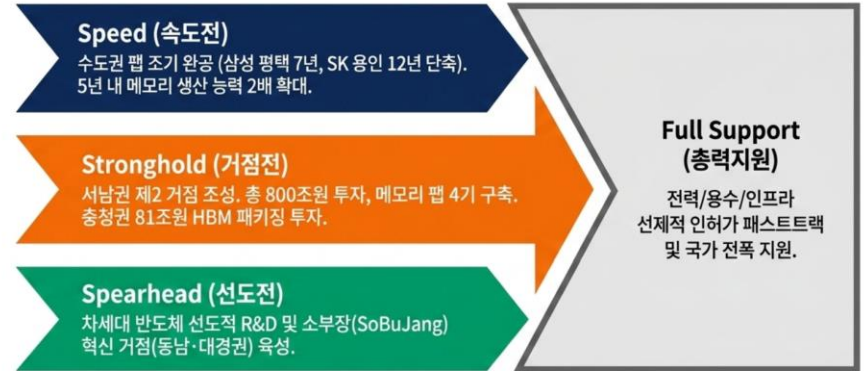 Speed (속도전)
수도권 팹 조기 완공 (삼성 평택 7년, SK 용인 12년 단축).
5년 내 메모리 생산 능력 2배 확대.
Stronghold (거점전)
서남권 제2 거점 조성. 총 800조원 투자, 메모리 팹 4기 구축.
충청권 81조원 HBM 패키징 투자.
Spearhead (선도전)
차세대 반도체 선도적 R&D 및 소부장(SoBuJang)
혁신 거점(동남·대경권) 육성.
Full Support
(총력지원)
전력/용수/인프라
선제적 인허가 패스트트랙
및 국가 전폭 지원.